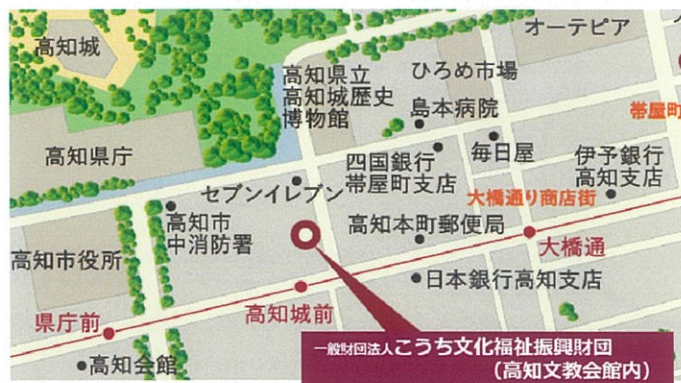 オーテピア
高知城
高知県立
高知城歴史
博物館
ひろめ市場
島本病院
帯屋町
高知県庁
四国銀行
帯屋町支店
毎日屋
伊予銀行
高知支店
セブンイレブン
大橋通り商店街
高知市
中消防署
高知本町郵便局
大橋通
高知市役所
日本銀行高知支店
高知城前
県庁前
一般財団法人こうち文化福祉振興財団
(高知文教会館内)
高知会館